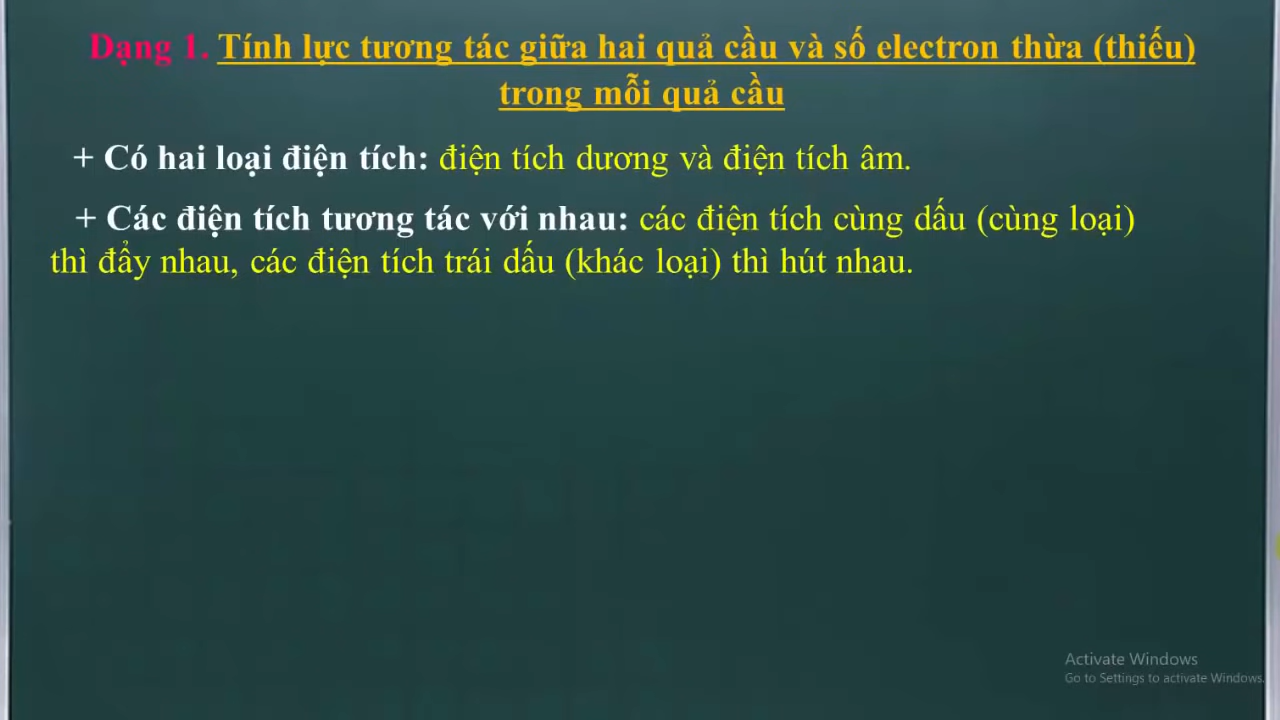 Dạng 1. Tính lực tương tác giữa hai quả cầu và số electron thừa (thiếu)
trong mỗi quả cầu
+ Có hai loại điện tích: điện tích dương và điện tích âm.
+ Các điện tích tương tác với nhau: các điện tích cùng dấu (cùng loại)
thì đẩy nhau, các điện tích trái dấu (khác loại) thì hút nhau.
Activate Windows
Go to Settings to activate Windows.